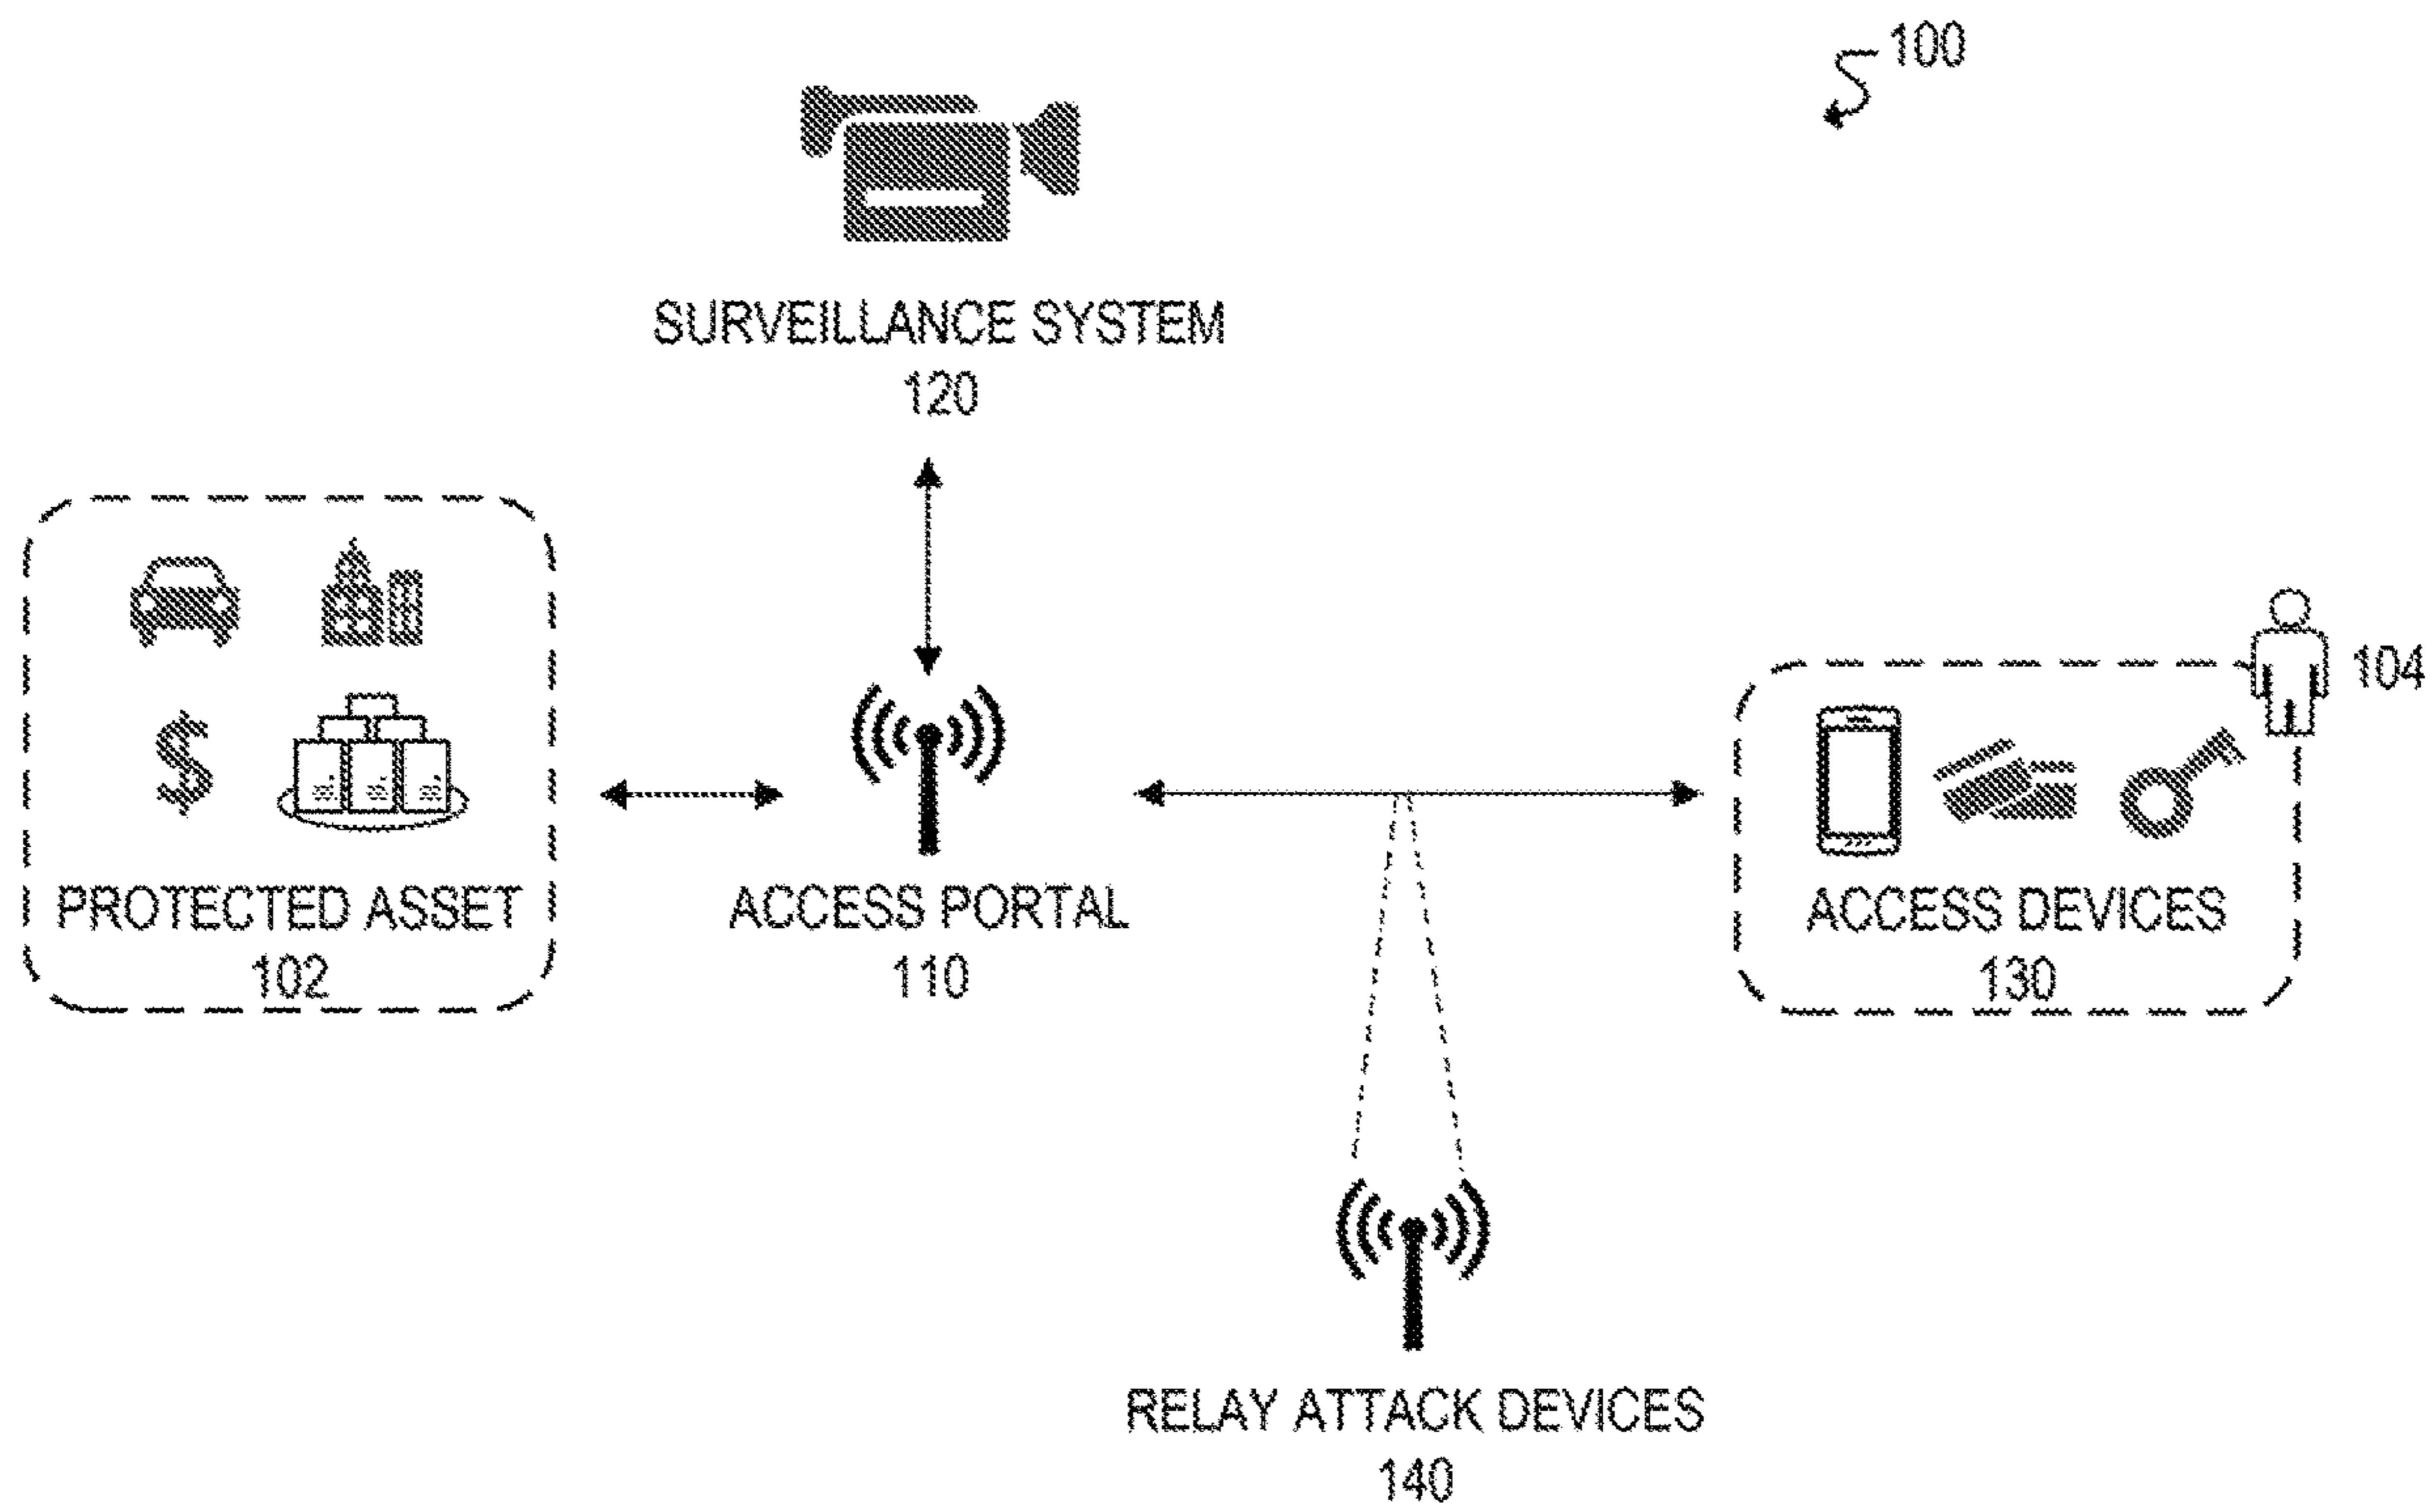 100
SURVEILLANCE SYSTEM
120
104
PROTECTED ASSET
102
ACCESS PORTAL
110
ACCESS DEVICES
130
RELAY ATTACK DEVICES
140